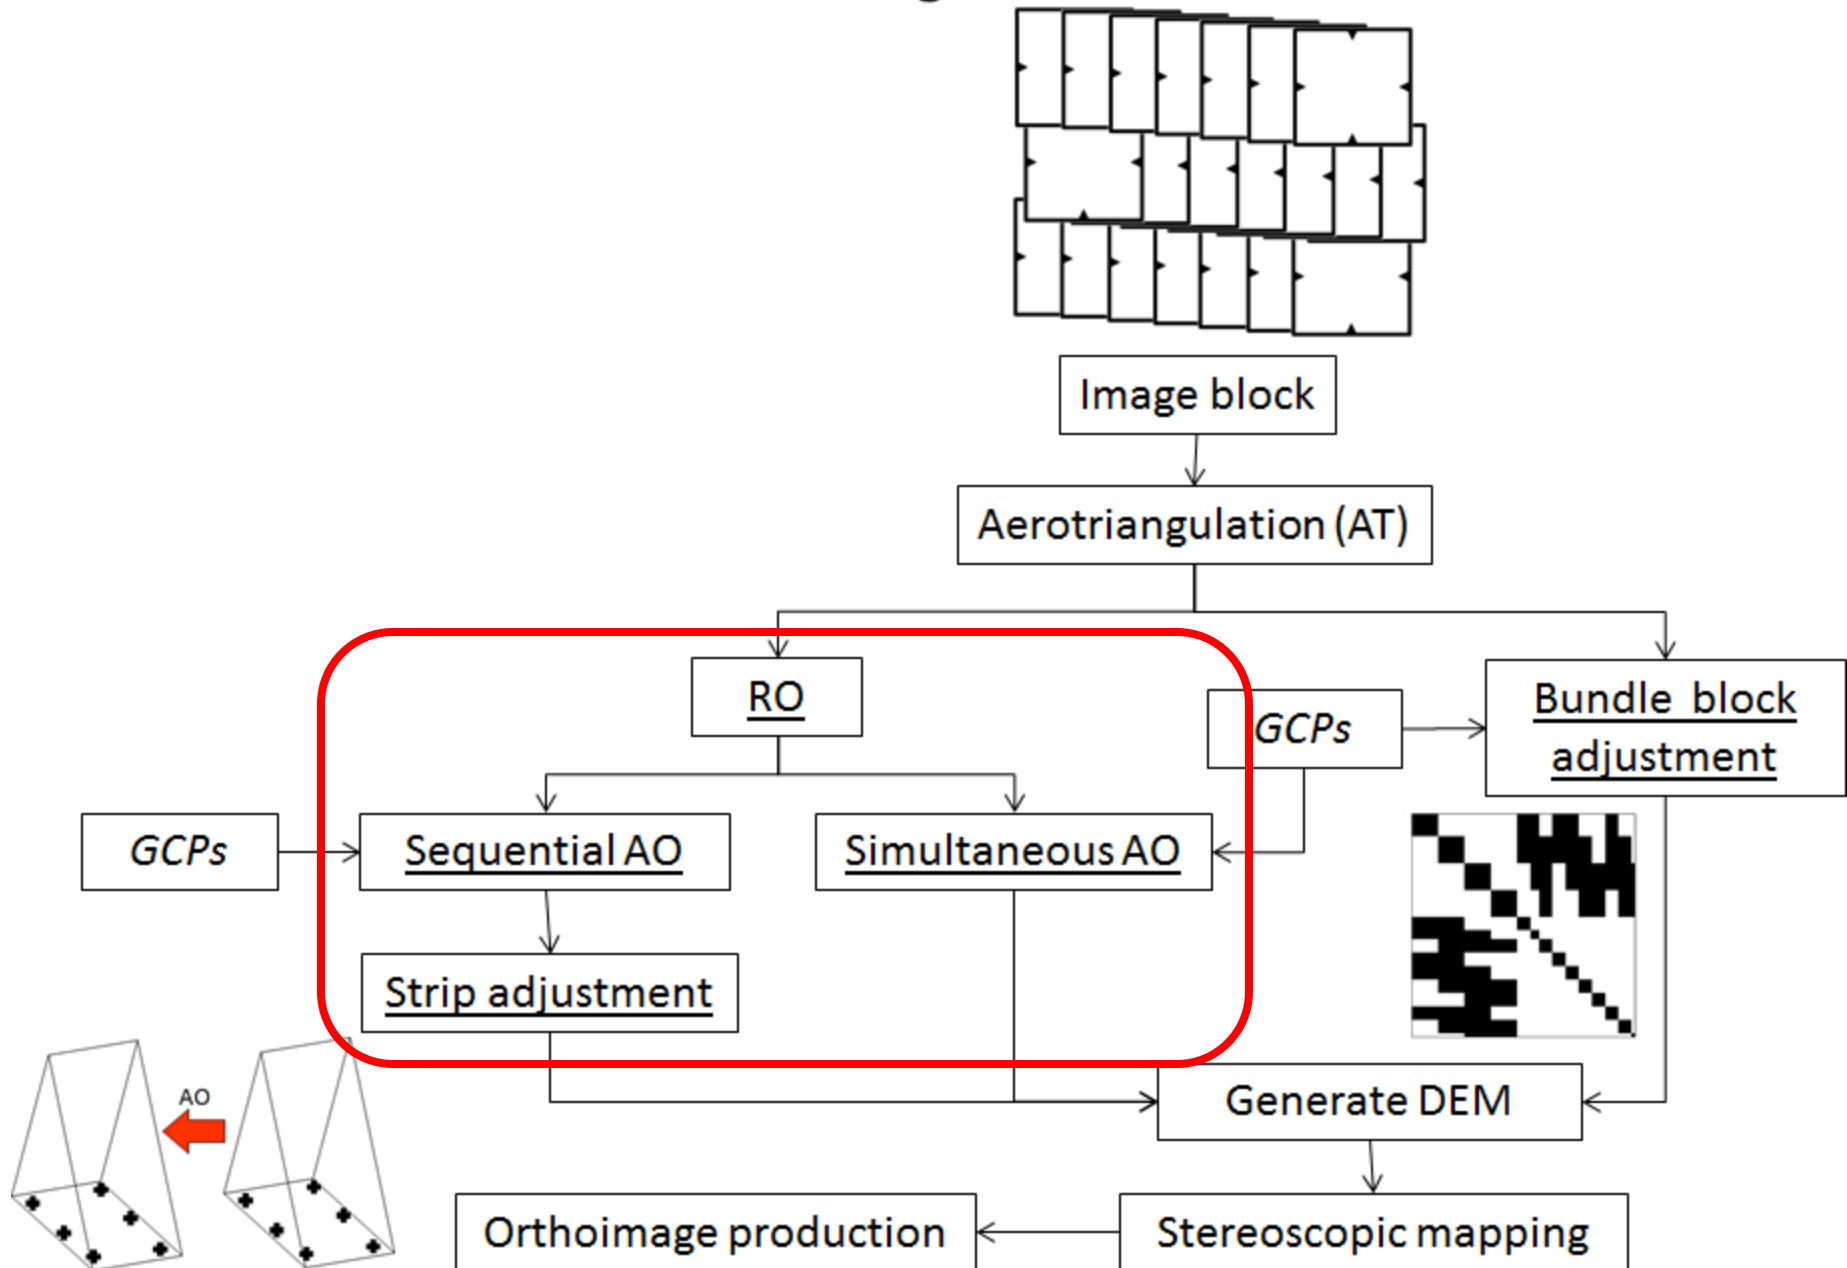 Image block
Aerotriangulation (AT)
RO
GCPs
Bundle block
adjustment
GCPs
Sequential AO
Simultaneous AO
Strip adjustment
AO
Generate DEM
Orthoimage production
Stereoscopic mapping